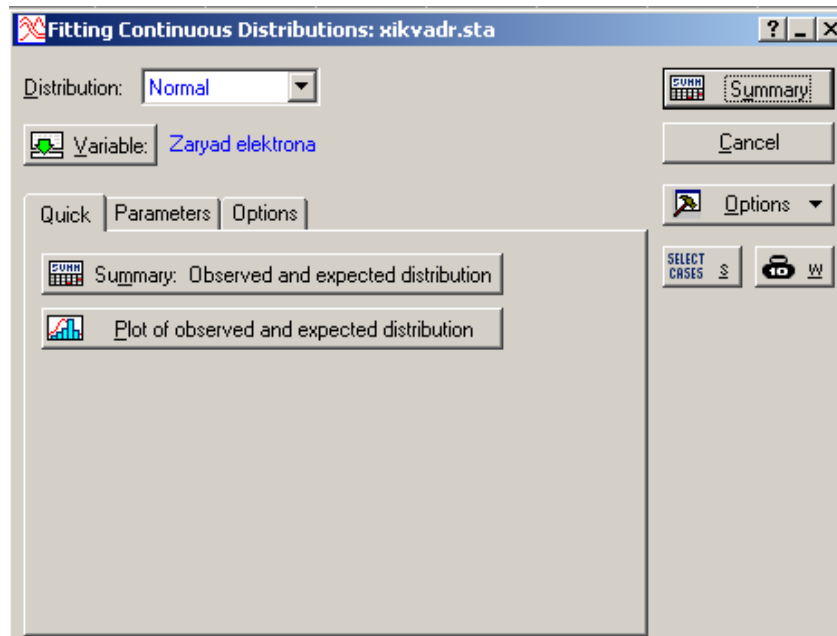 Fitting Continuous Distributions: xikvadr.sta
Distribution: Normal
Summary
Variable: Zaryad elektrona
Cancel
Quick Parameters Options
Options
Summary: Observed and expected distribution
SELECT CASES S
W
Plot of observed and expected distribution